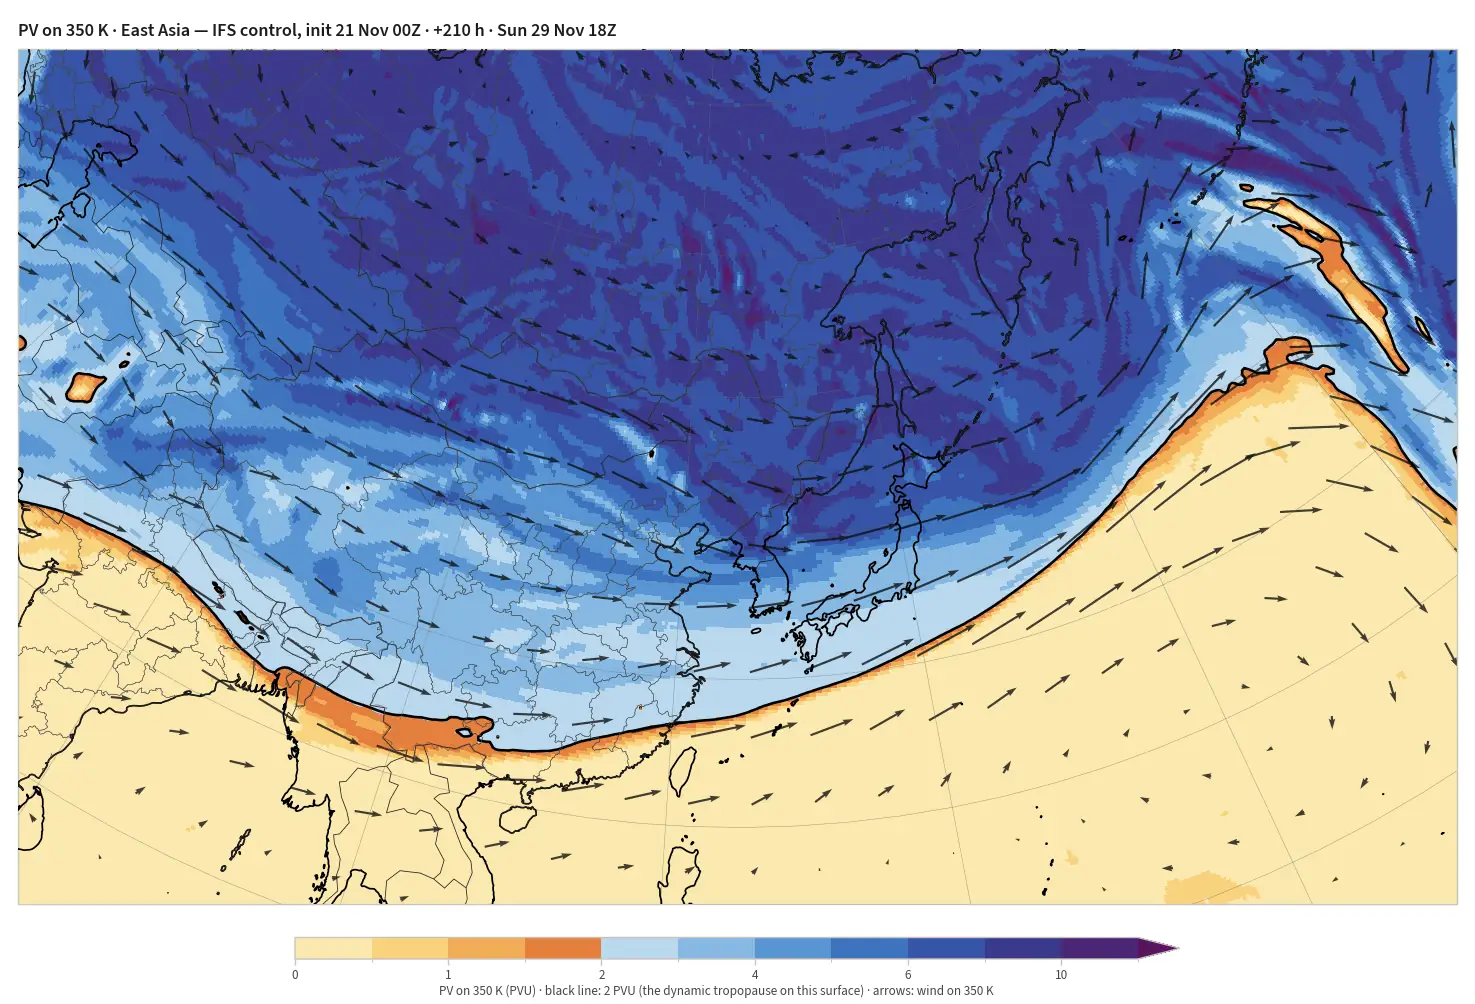 PV on 350 K · East Asia — IFS control, init 21 Nov 00Z · +210 h · Sun 29 Nov 18Z
0 1 2 4 6 10
PV on 350 K (PVU) · black line: 2 PVU (the dynamic tropopause on this surface) · arrows: wind on 350 K